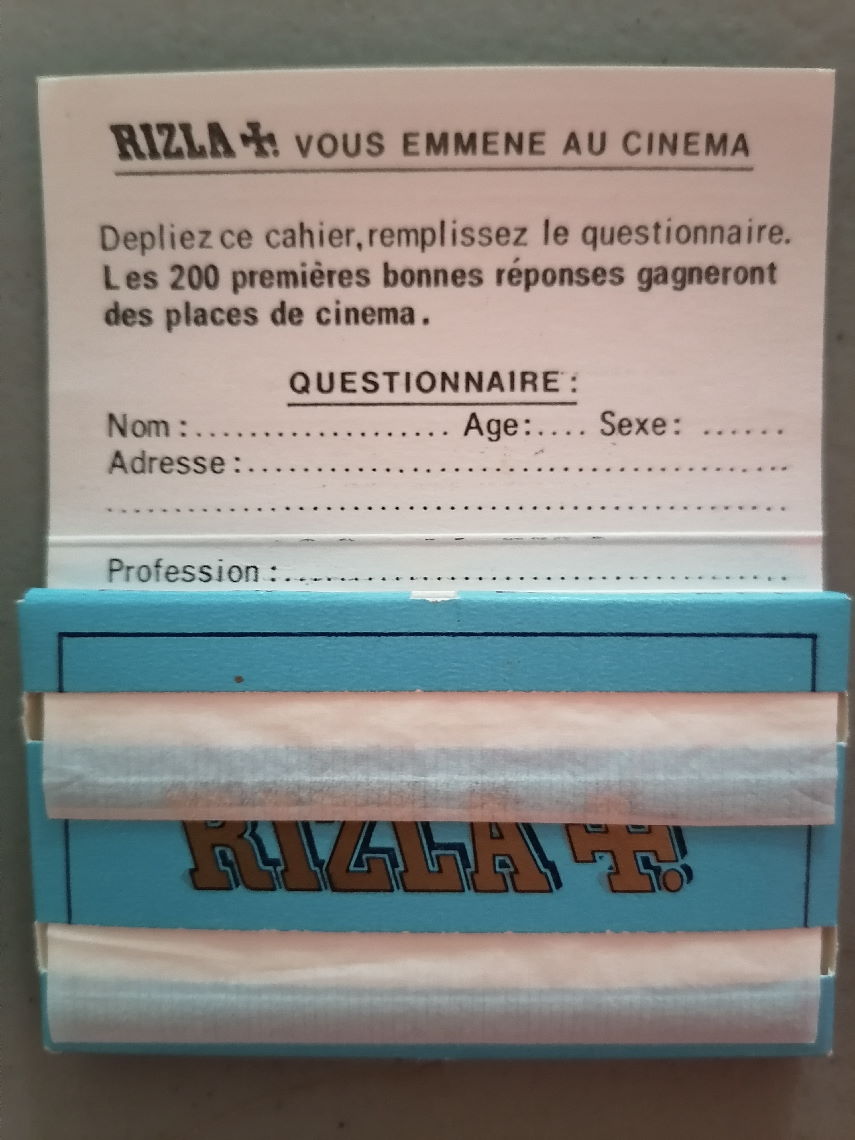 RIZLA +. VOUS EMMENE AU CINEMA
Depliez ce cahier, remplissez le questionnaire.
Les 200 premières bonnes réponses gagneront
des places de cinema.
QUESTIONNAIRE :
Nom :..................... Age:.... Sexe: ......
Adresse :.............................................
.........................................................
Profession :..........................................
RIZLA +.